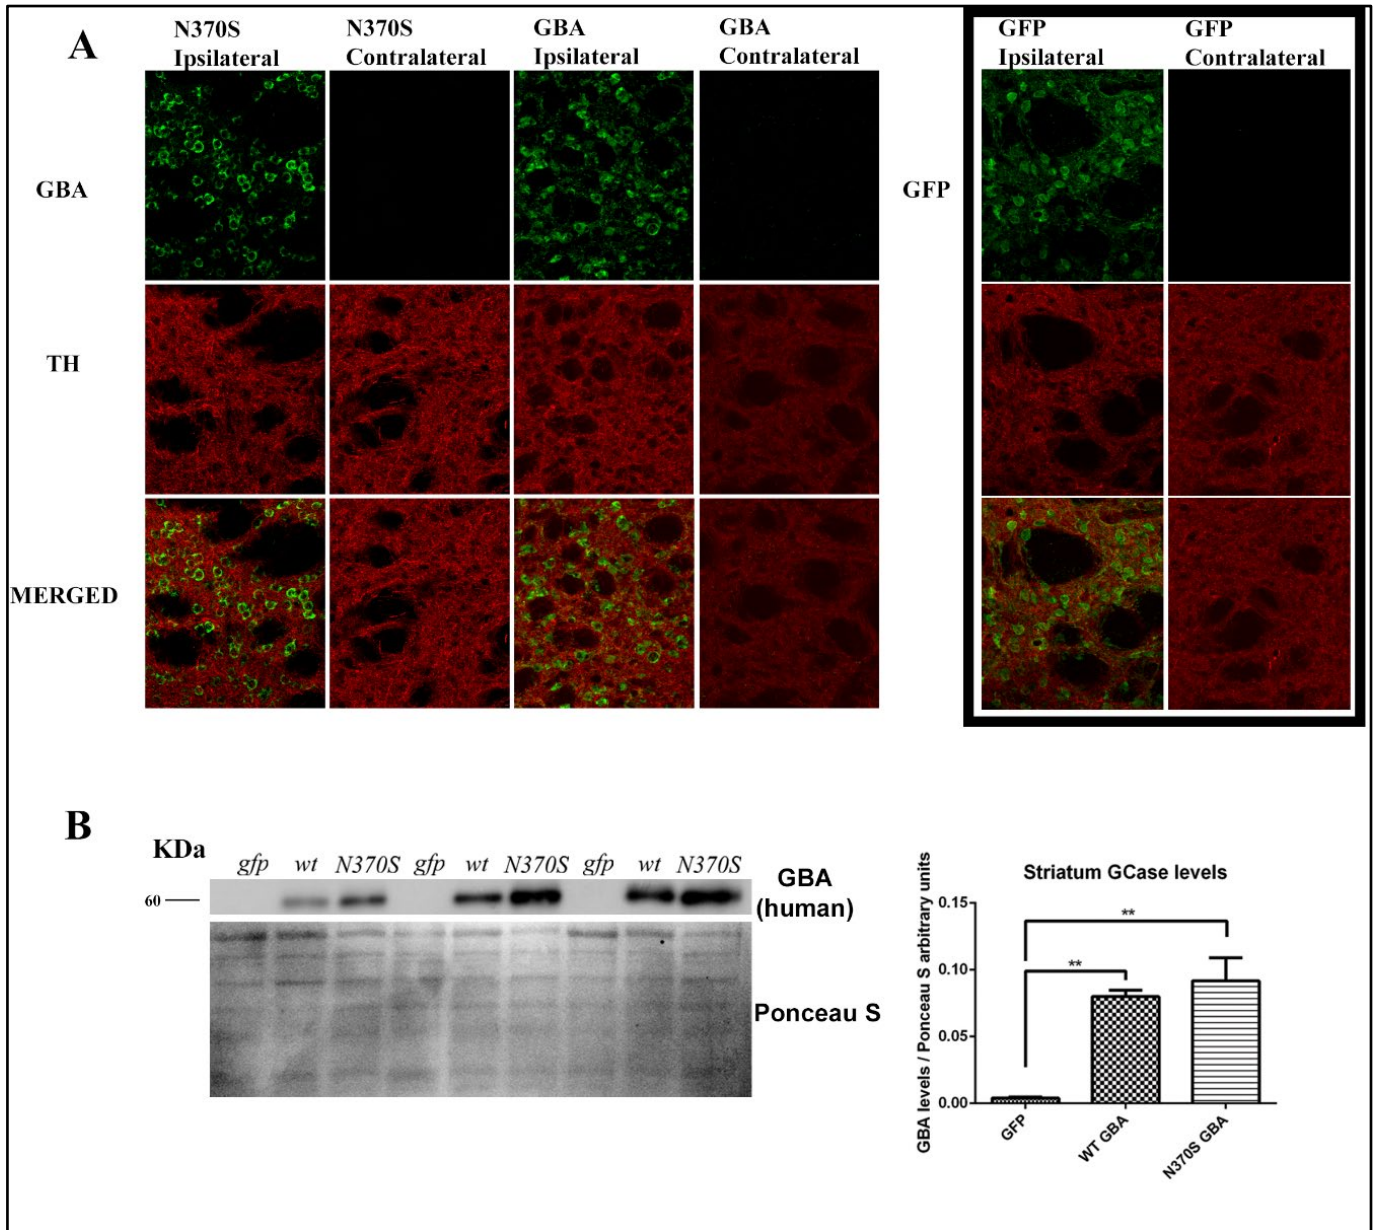 A
N370S
Ipsilateral
N370S
Contralateral
GBA
Ipsilateral
GBA
Contralateral
GFP
Ipsilateral
GFP
Contralateral
GBA
GFP
TH
MERGED
B
KDa
gfp wt N370S gfp wt N370S gfp wt N370S
60
GBA
(human)
Ponceau S
Striatum GCase levels
GBA levels / Ponceau S arbitrary units
0.15
0.10
0.05
0.00
**
**
GFP
WT GBA
N370S GBA